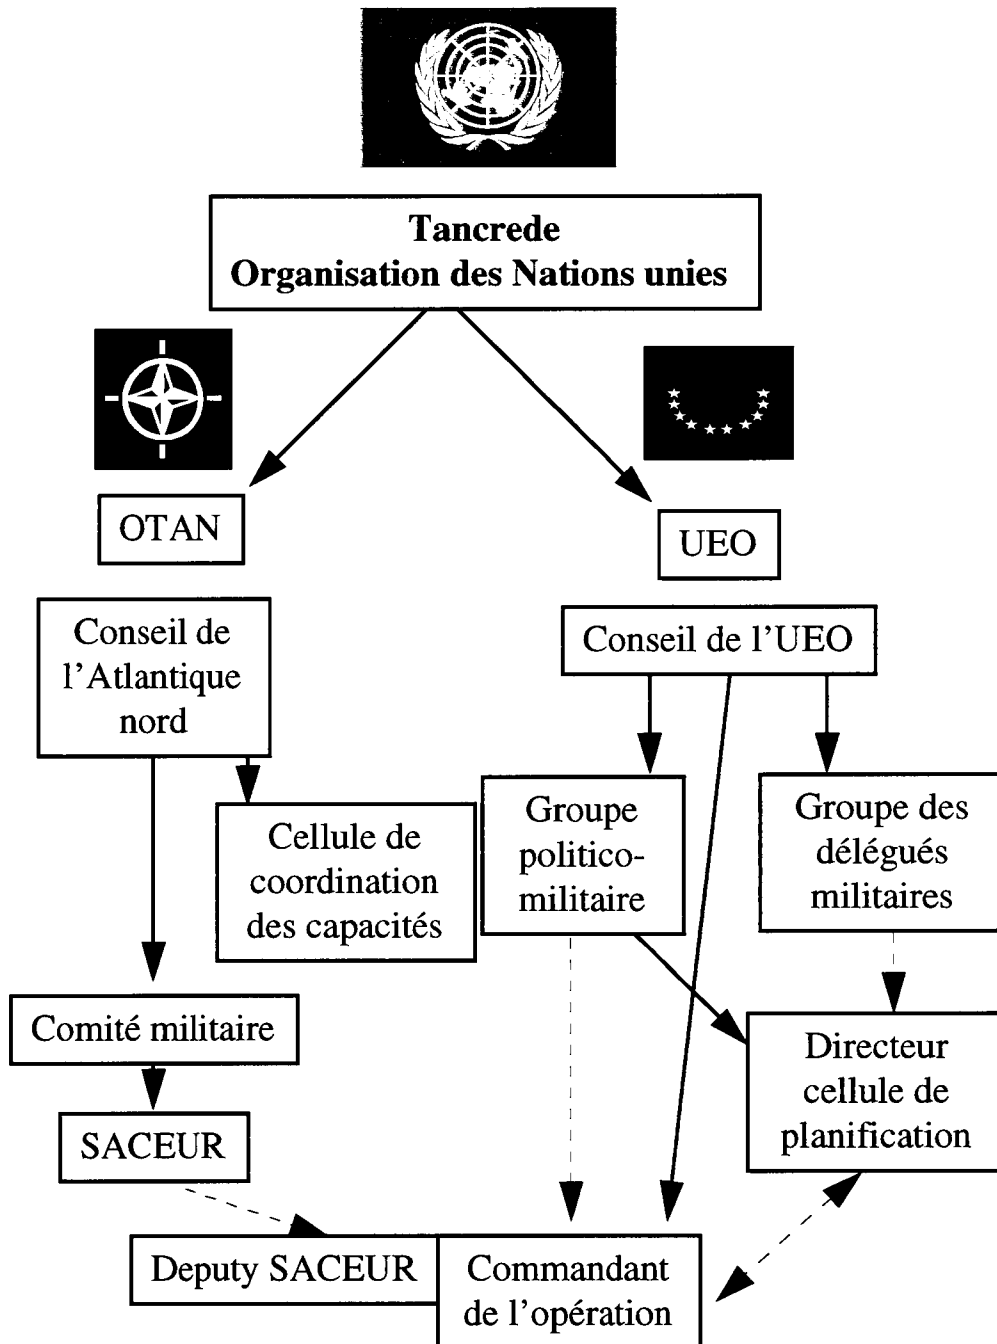 Tancrede
Organisation des Nations unies
OTAN
UEO
Conseil de
l’Atlantique
nord
Conseil de l’UEO
Cellule de
coordination
des capacités
Groupe
politico-
militaire
Groupe des
délégués
militaires
Comité militaire
Directeur
cellule de
planification
SACEUR
Deputy SACEUR
Commandant
de l’opération